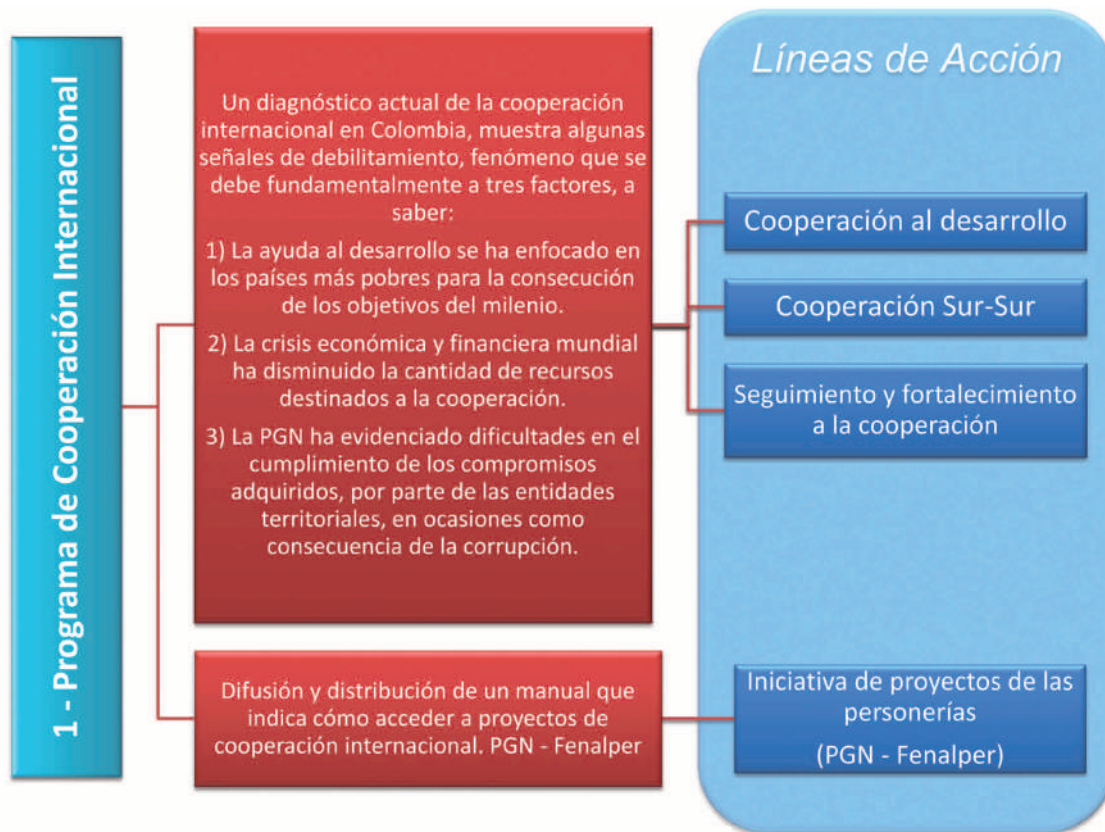 1 - Programa de Cooperación Internacional
Un diagnóstico actual de la cooperación
internacional en Colombia, muestra algunas
señales de debilitamiento, fenómeno que se
debe fundamentalmente a tres factores, a
saber:
1) La ayuda al desarrollo se ha enfocado en
los países más pobres para la consecución
de los objetivos del milenio.
2) La crisis económica y financiera mundial
ha disminuido la cantidad de recursos
destinados a la cooperación.
3) La PGN ha evidenciado dificultades en el
cumplimiento de los compromisos
adquiridos, por parte de las entidades
territoriales, en ocasiones como
consecuencia de la corrupción.
Difusión y distribución de un manual que
indica cómo acceder a proyectos de
cooperación internacional. PGN - Fenalper
Líneas de Acción
Cooperación al desarrollo
Cooperación Sur-Sur
Seguimiento y fortalecimiento
a la cooperación
Iniciativa de proyectos de las
personerías
(PGN - Fenalper)